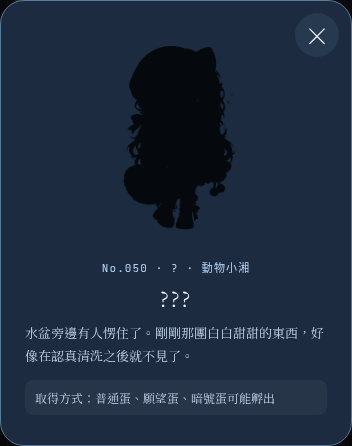 No.050 · ? · 動物小湘
???
水盆旁邊有人愣住了。剛剛那團白白甜甜的東西，好
像在認真清洗之後就不見了。
取得方式：普通蛋、願望蛋、暗號蛋可能孵出